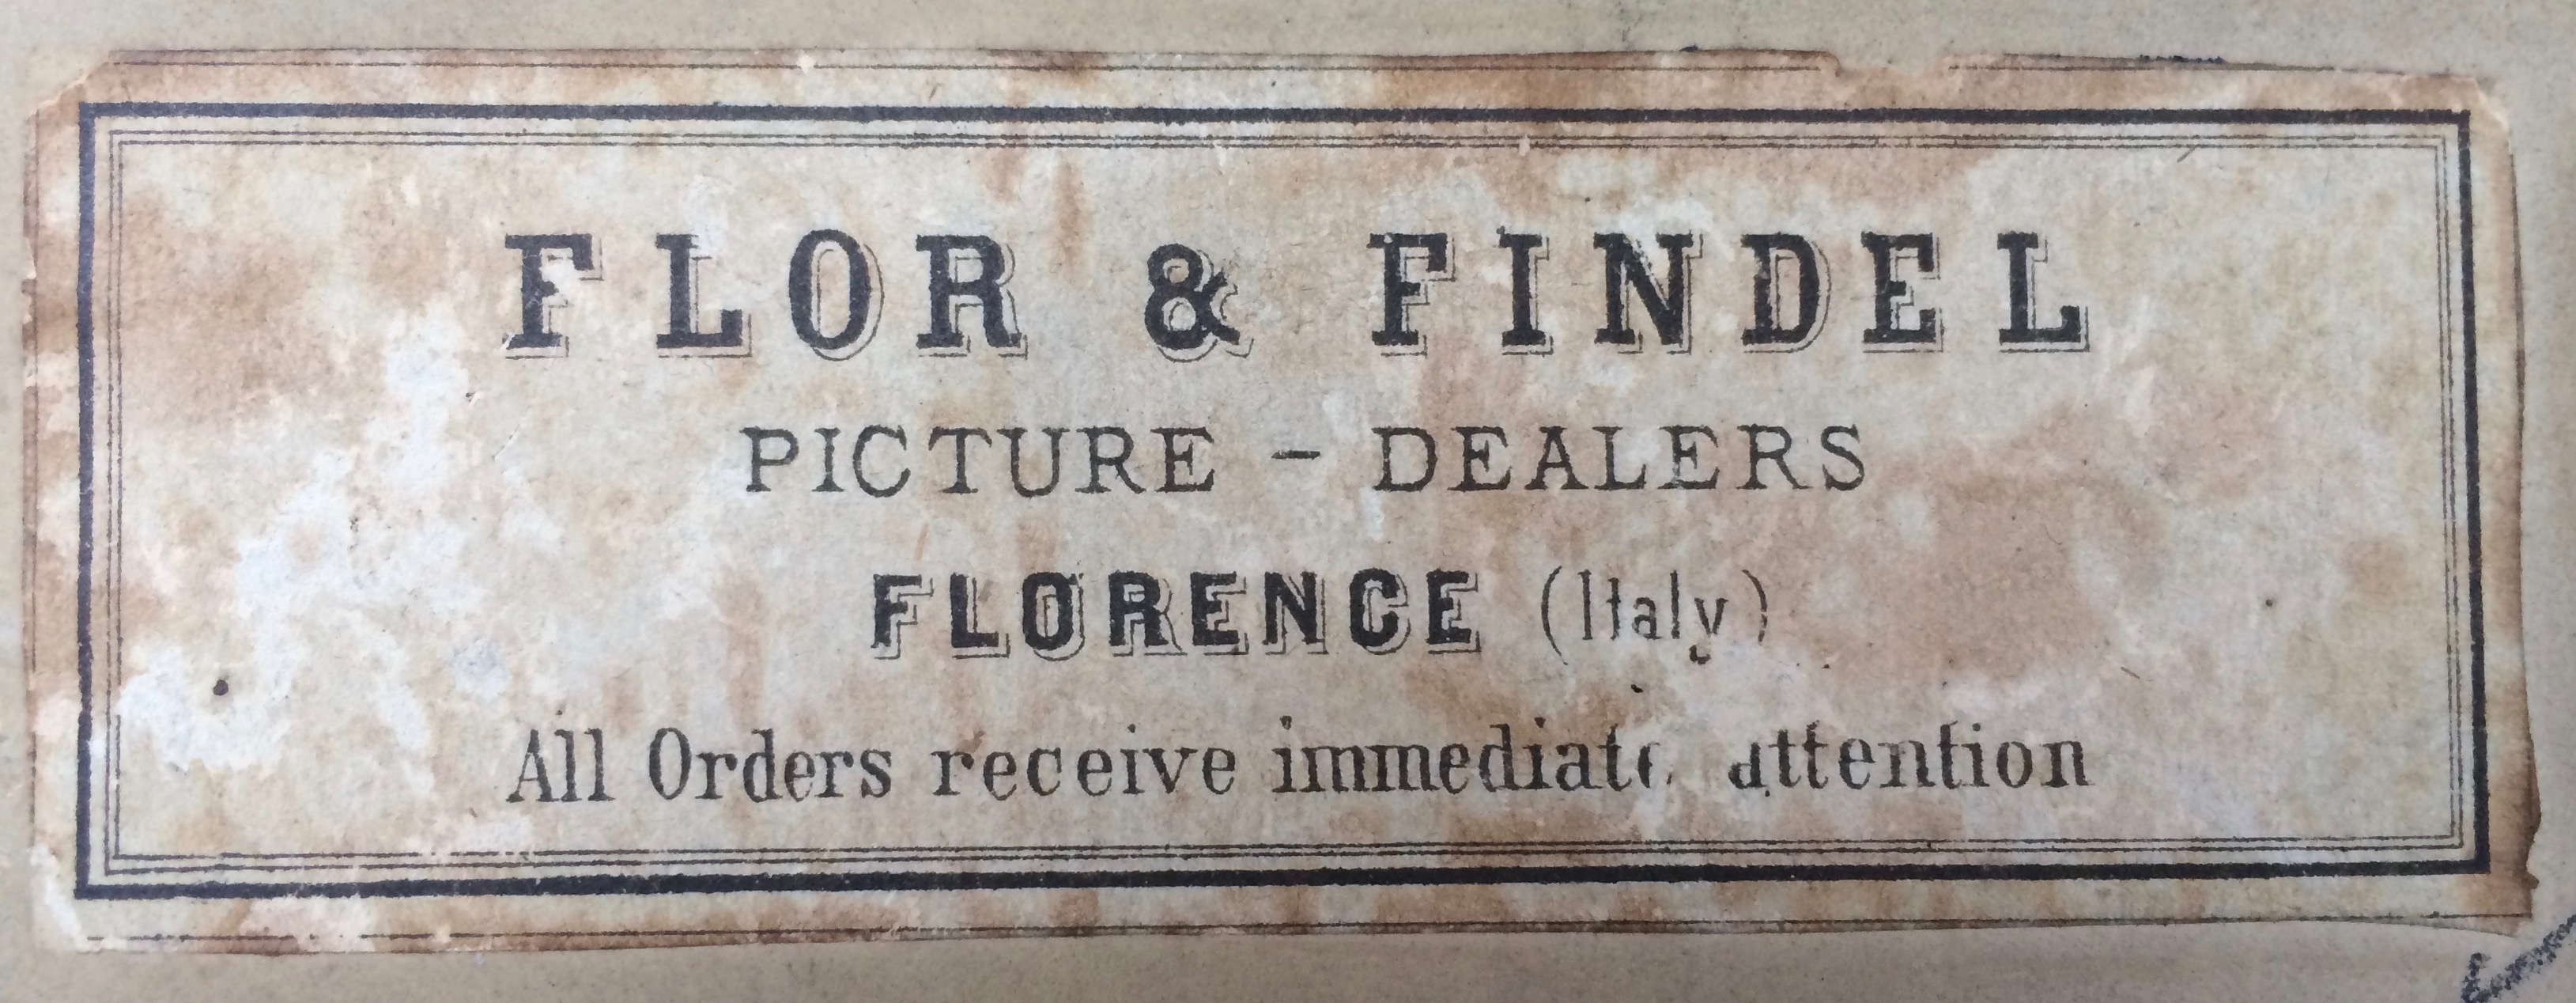 FLOR & FINDEL
PICTURE - DEALERS
FLORENCE (Italy)
All Orders receive immediate attention